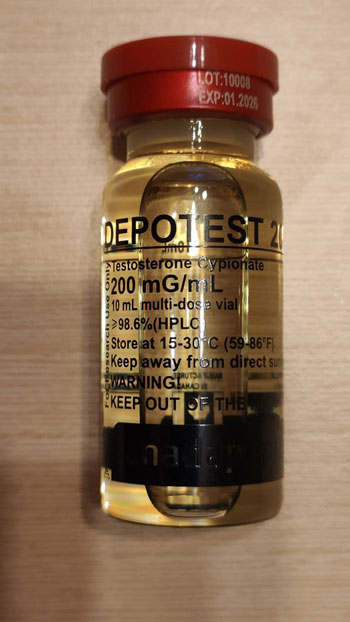 LOT:10008
EXP:01.2026
DEPOTEST 2
Testosterone Cypionate
200 mG/mL
10 mL multi-dose vial
≥98.6%(HPLC)
Store at 15-30°C (59-86°F)
Keep away from direct
WARNING!
KEEP OUT OF THE
For Research Use Only